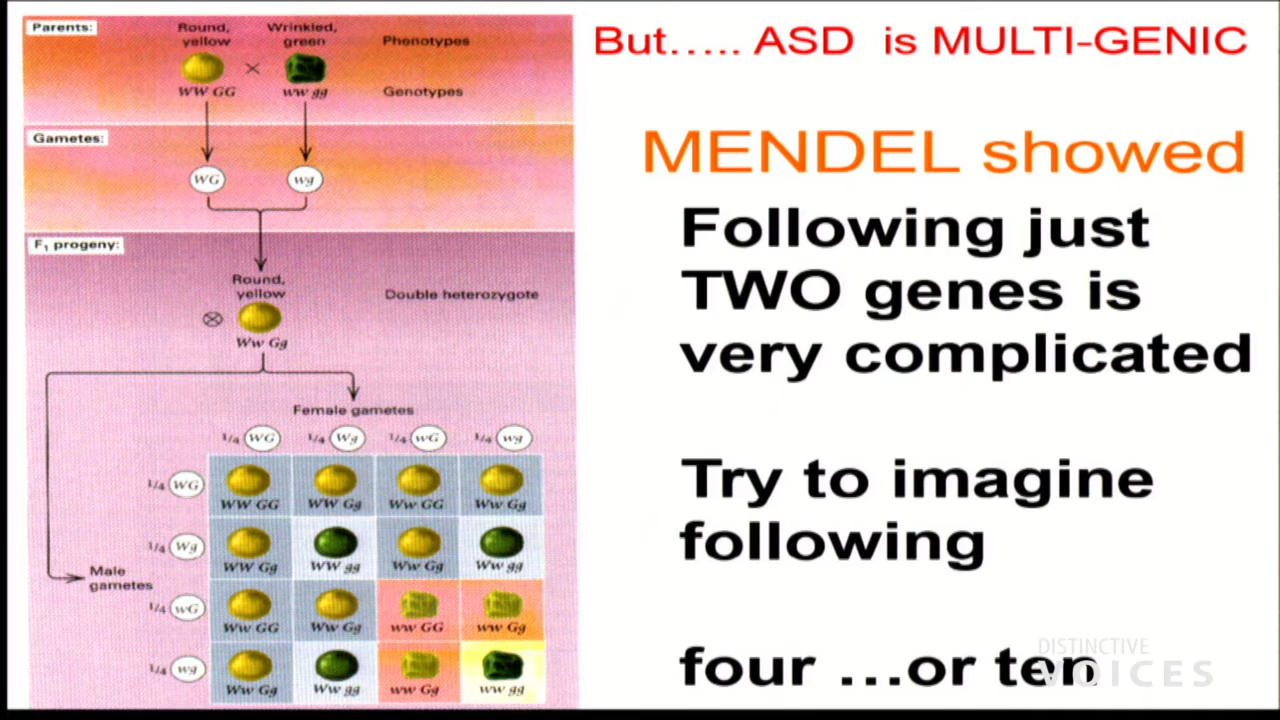 Parents:
Round, yellow
Wrinkled, green
Phenotypes
×
WW GG
ww gg
Genotypes
Gametes:
WG
wg
F1 progeny:
Round, yellow
Double heterozygote
Ww Gg
Female gametes
1/4 WG 1/4 Wg 1/4 wG 1/4 wg
1/4 WG
WW GG WW Gg Ww GG Ww Gg
1/4 Wg
WW Gg WW gg Ww Gg Ww gg
Male
gametes
1/4 wG
Ww GG Ww Gg ww GG ww Gg
1/4 wg
Ww Gg Ww gg ww Gg ww gg
But..... ASD is MULTI-GENIC
MENDEL showed
Following just
TWO genes is
very complicated
Try to imagine
following
four ...or ten
DISTINCTIVE
VOICES